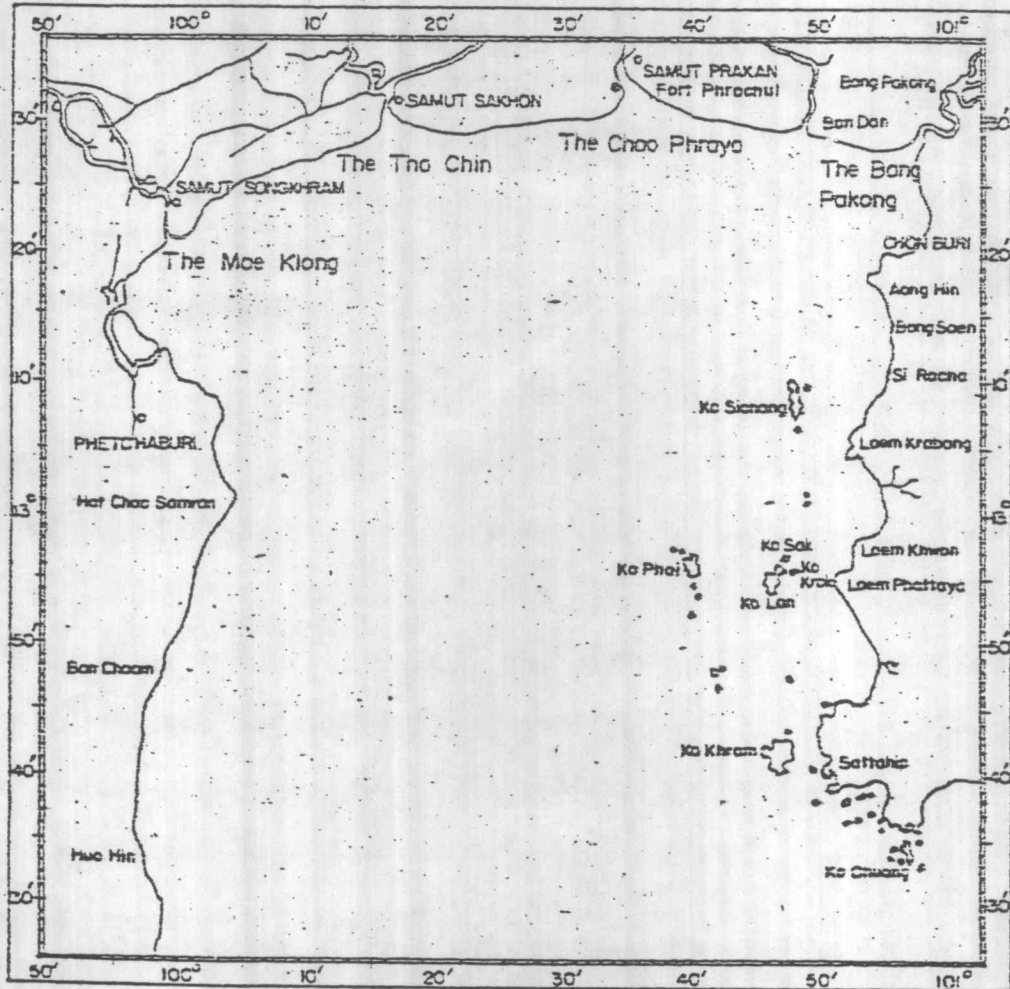 50' 100° 10' 20' 30' 40' 50' 101°
SAMUT PRAKAN
Fort Phrachul
Bang Pakong
SAMUT SAKHON
30'
30'
Ban Don
The Chao Phraya
The Tha Chin
The Bang
Pakong
SAMUT SONGKHRAM
CHON BURI
20'
20'
The Mae Klong
Aang Hin
Bang Saen
Si Racha
10'
10'
Ko Sichang
PHETCHABURI
Laem Krabang
Hat Chao Samran
13°
13°
Ko Sak
Laem Khwan
Ko Phai
Ko
Krok
Laem Phattaya
Ko Lan
50'
50'
Ban Chaam
Ko Khram
Sattahip
40'
40'
Hua Hin
Ko Chuang
30'
30'
50' 100° 10' 20' 30' 40' 50' 101°